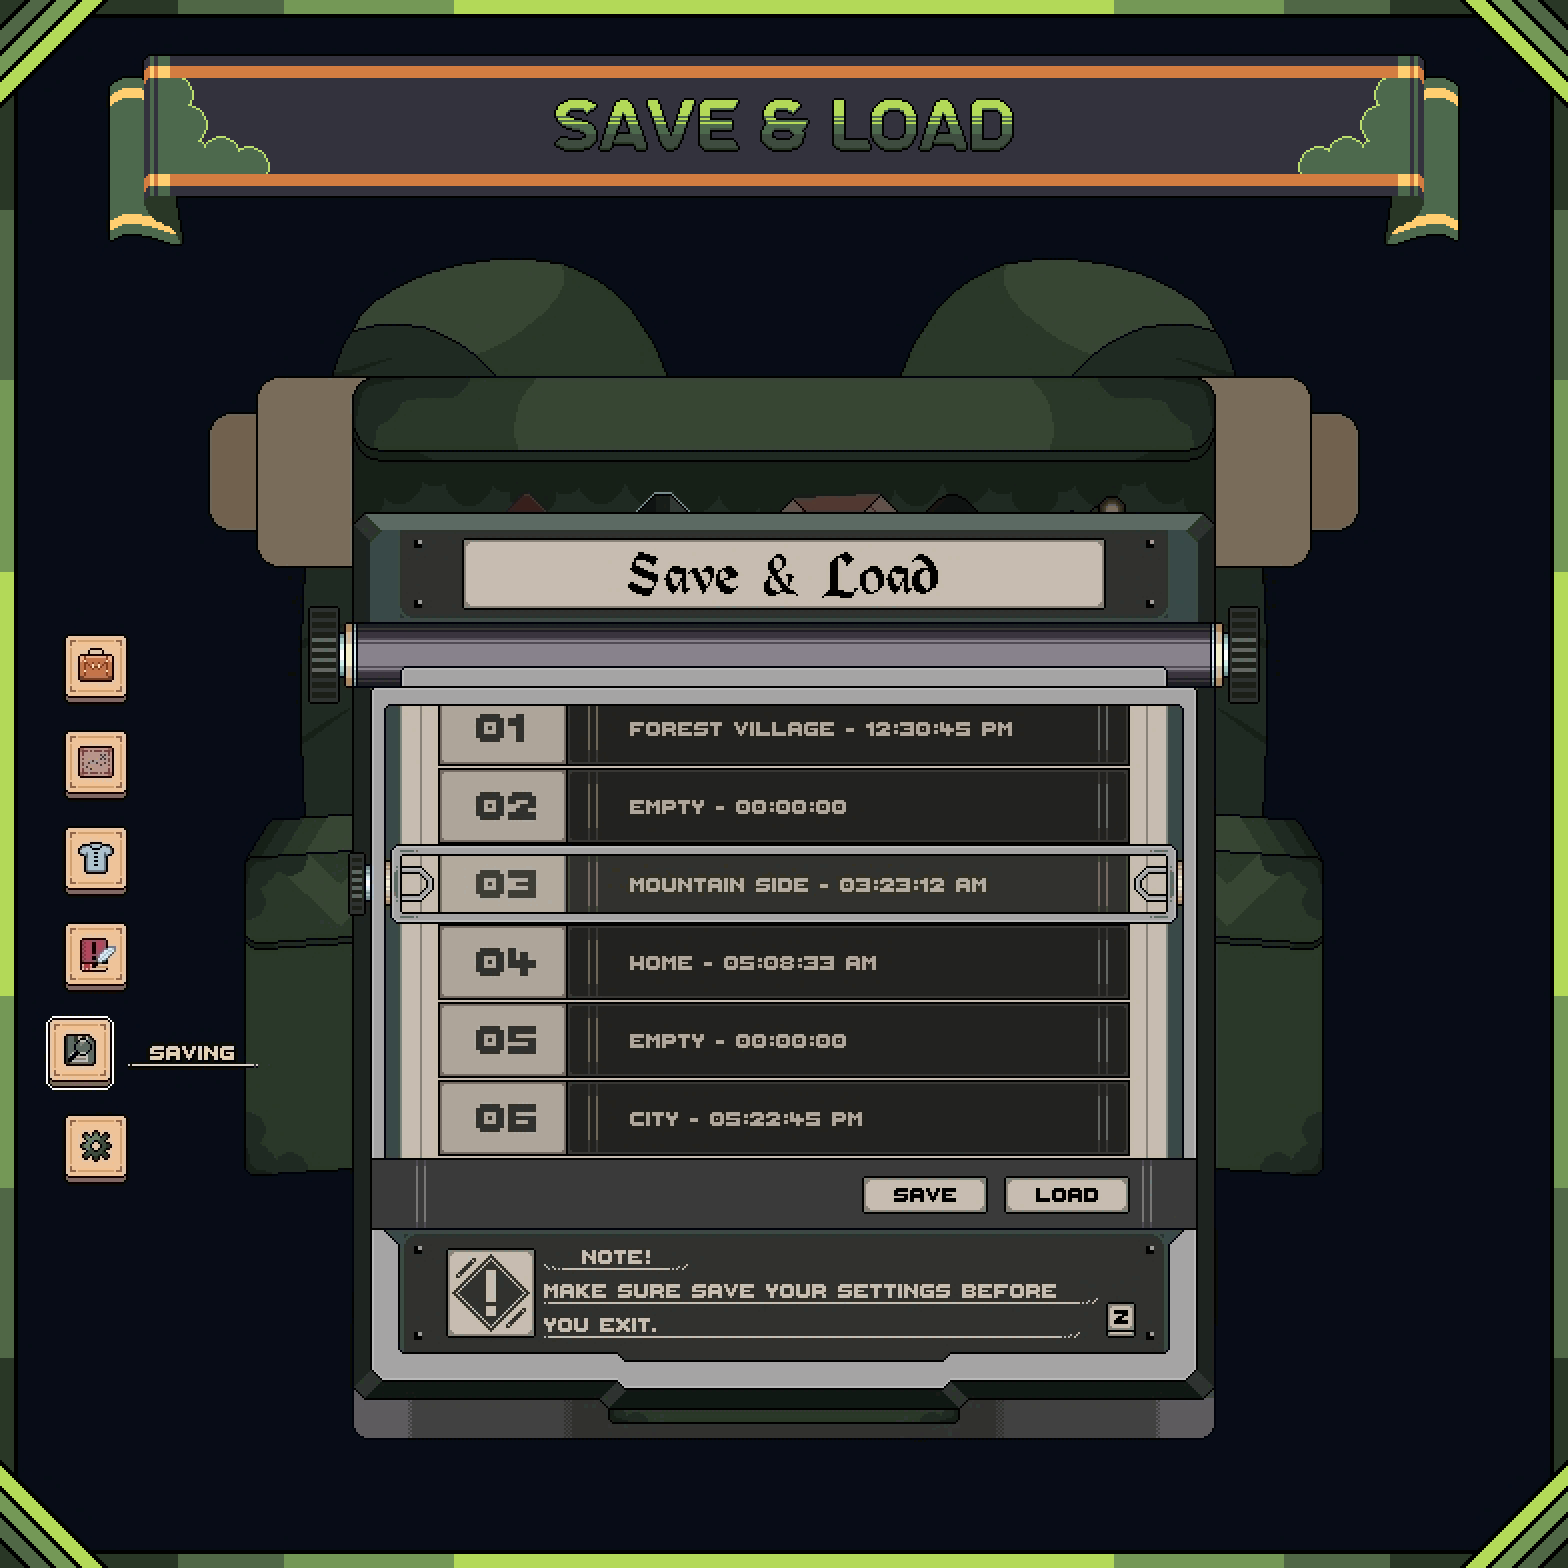 SAVE & LOAD
Save & Load
01 FOREST VILLAGE - 12:30:45 PM
02 EMPTY - 00:00:00
03 MOUNTAIN SIDE - 03:23:12 AM
04 HOME - 05:08:33 AM
05 EMPTY - 00:00:00
SAVING
06 CITY - 05:22:45 PM
SAVE LOAD
NOTE!
MAKE SURE SAVE YOUR SETTINGS BEFORE
YOU EXIT.
Z